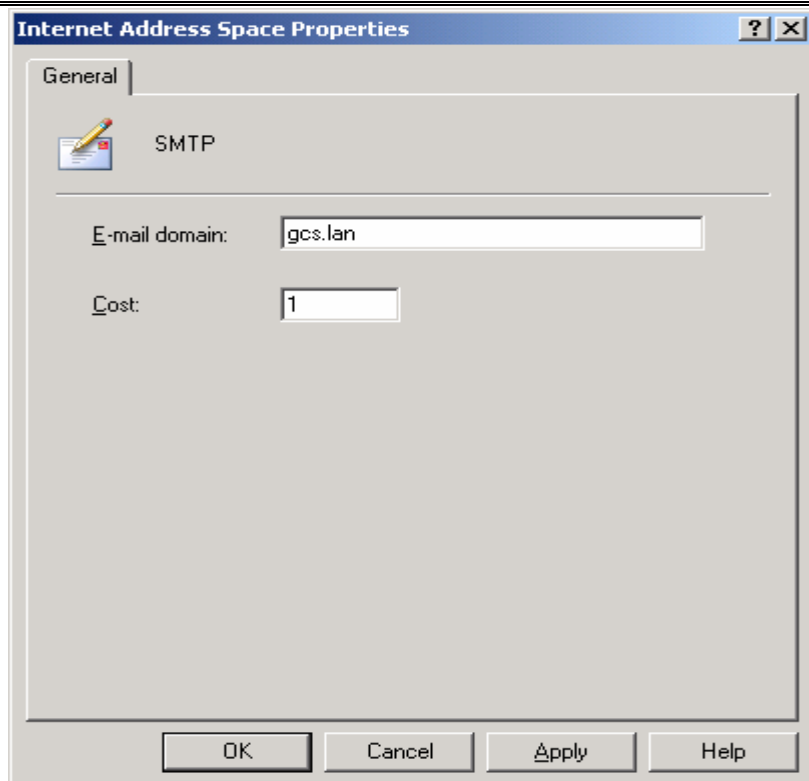 Internet Address Space Properties
General
SMTP
E-mail domain: gcs.lan
Cost: 1
OK Cancel Apply Help